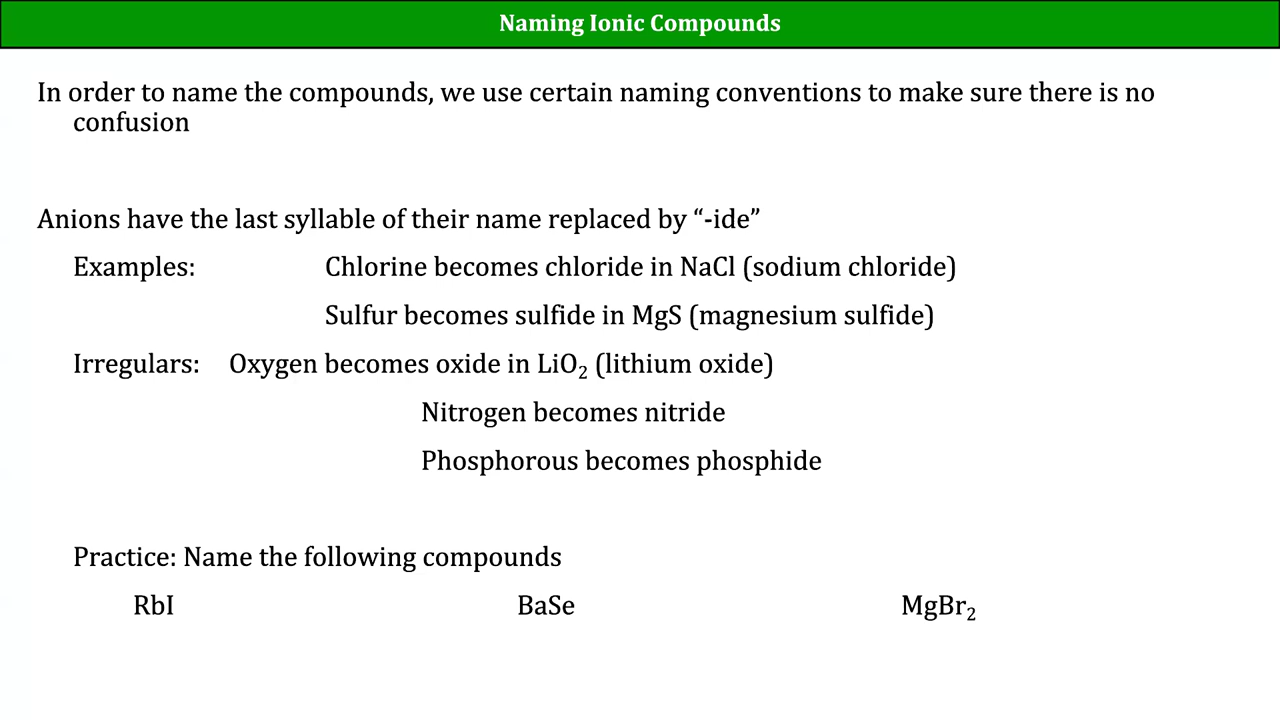 Naming Ionic Compounds
In order to name the compounds, we use certain naming conventions to make sure there is no
confusion
Anions have the last syllable of their name replaced by “-ide”
Examples: Chlorine becomes chloride in NaCl (sodium chloride)
Sulfur becomes sulfide in MgS (magnesium sulfide)
Irregulars: Oxygen becomes oxide in LiO₂ (lithium oxide)
Nitrogen becomes nitride
Phosphorous becomes phosphide
Practice: Name the following compounds
RbI BaSe MgBr₂